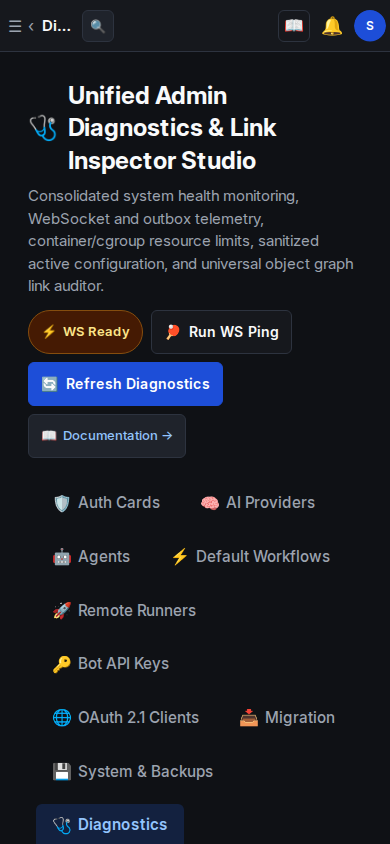 Di...
S
Unified Admin
Diagnostics & Link
Inspector Studio
Consolidated system health monitoring,
WebSocket and outbox telemetry,
container/cgroup resource limits, sanitized
active configuration, and universal object graph
link auditor.
WS Ready
Run WS Ping
Refresh Diagnostics
Documentation →
Auth Cards
AI Providers
Agents
Default Workflows
Remote Runners
Bot API Keys
OAuth 2.1 Clients
Migration
System & Backups
Diagnostics